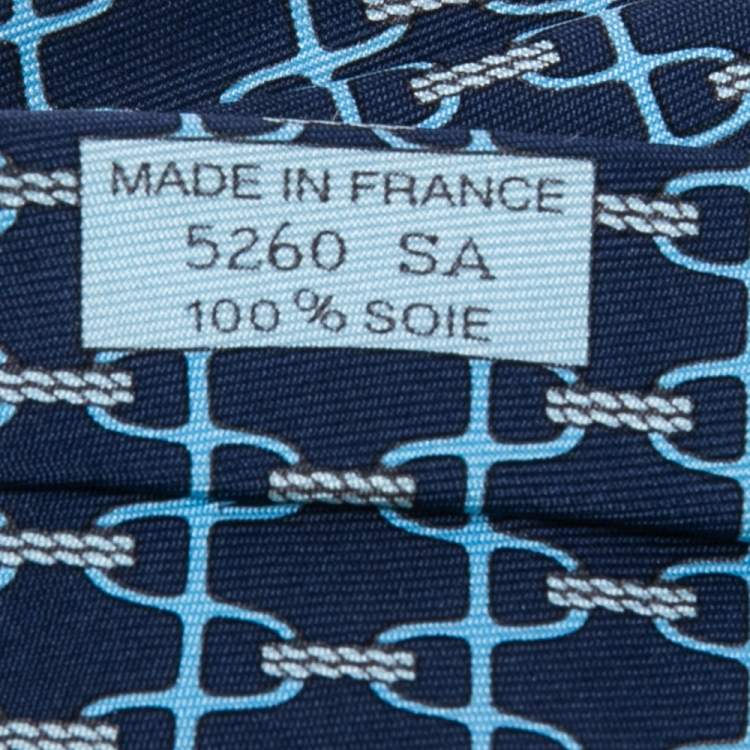 MADE IN FRANCE
5260 SA
100% SOIE